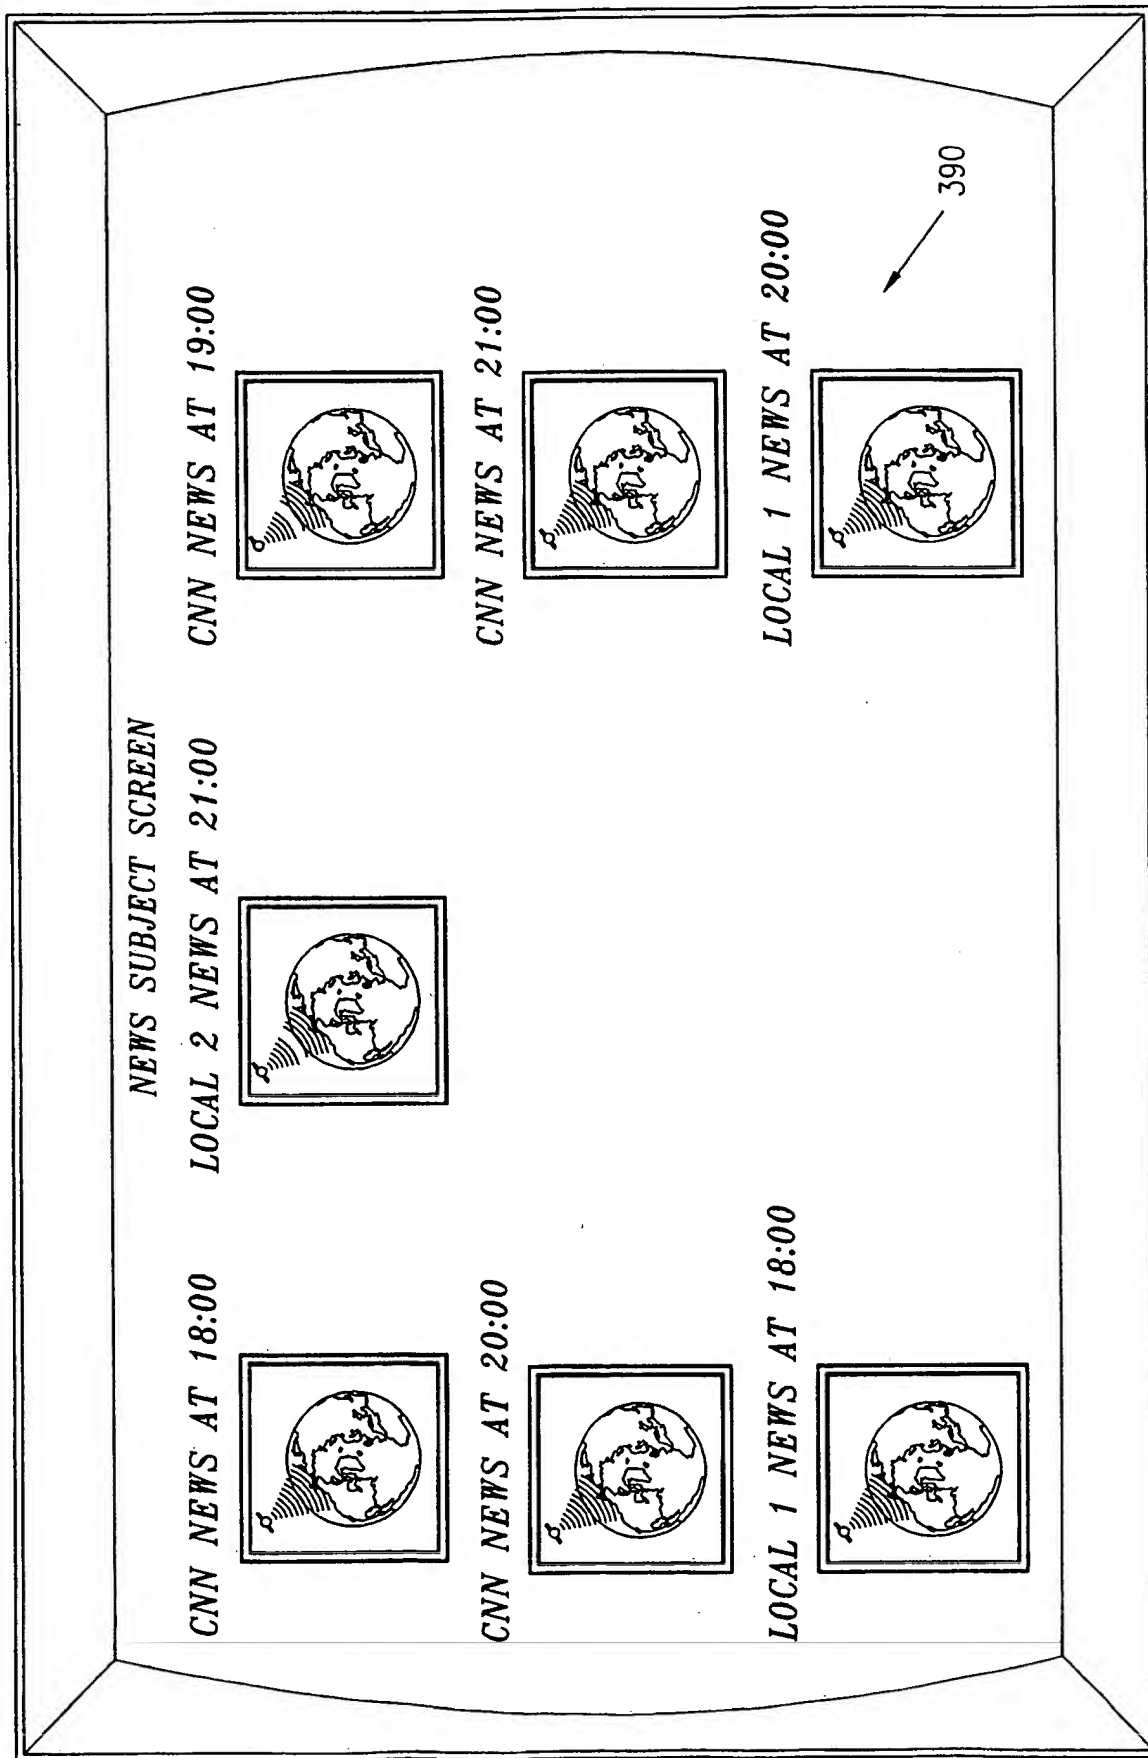 NEWS SUBJECT SCREEN
CNN NEWS AT 18:00
LOCAL 2 NEWS AT 21:00
CNN NEWS AT 19:00
CNN NEWS AT 20:00
CNN NEWS AT 21:00
LOCAL 1 NEWS AT 18:00
LOCAL 1 NEWS AT 20:00
390